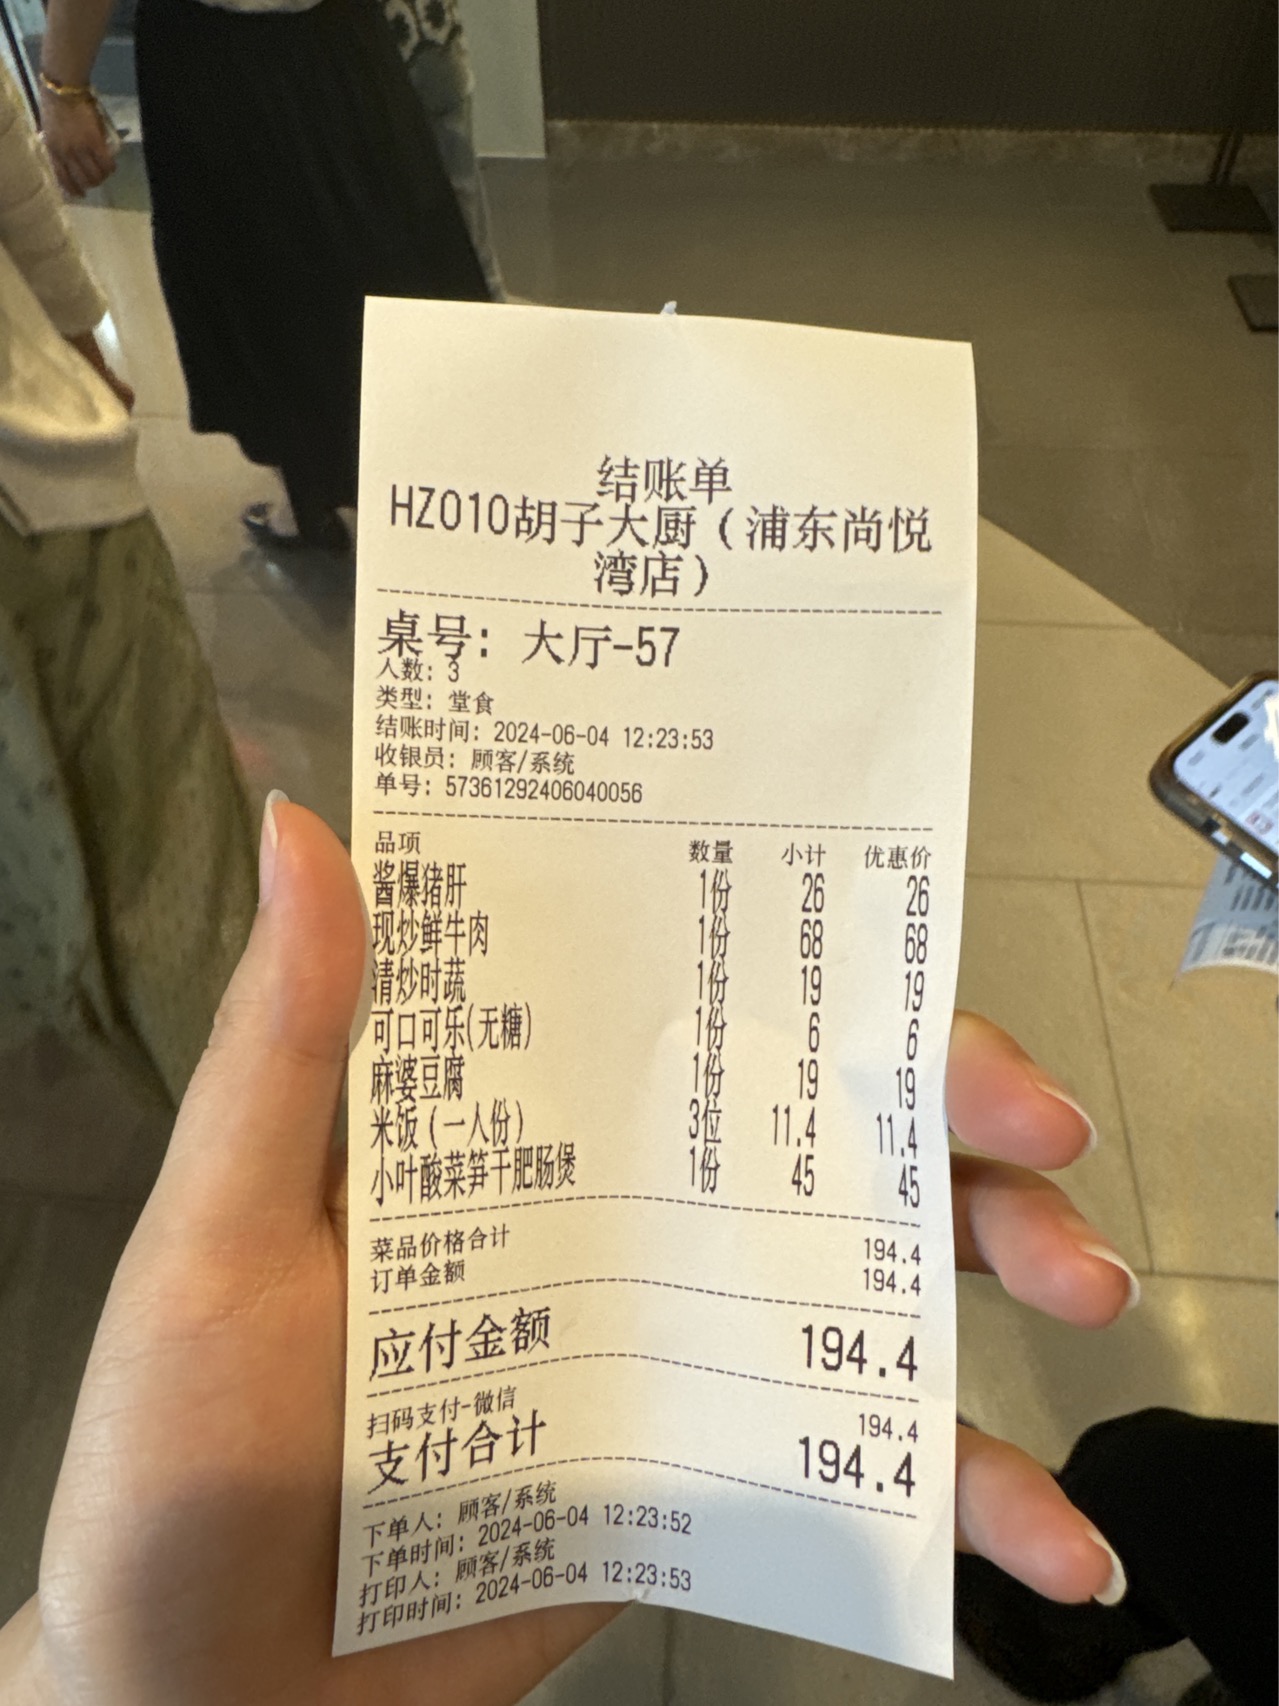 结账单
HZ010胡子大厨(浦东尚悦
湾店)
桌号: 大厅-57
人数: 3
类型: 堂食
结账时间: 2024-06-04 12:23:53
收银员: 顾客/系统
单号: 57361292406040056
品项 数量 小计 优惠价
酱爆猪肝 1份 26 26
现炒鲜牛肉 1份 68 68
清炒时蔬 1份 19 19
可口可乐(无糖) 1份 6 6
麻婆豆腐 1份 19 19
米饭(一人份) 3位 11.4 11.4
小叶酸菜笋干肥肠煲 1份 45 45
菜品价格合计 194.4
订单金额 194.4
应付金额 194.4
扫码支付-微信 194.4
支付合计 194.4
下单人: 顾客/系统
下单时间: 2024-06-04 12:23:52
打印人: 顾客/系统
打印时间: 2024-06-04 12:23:53